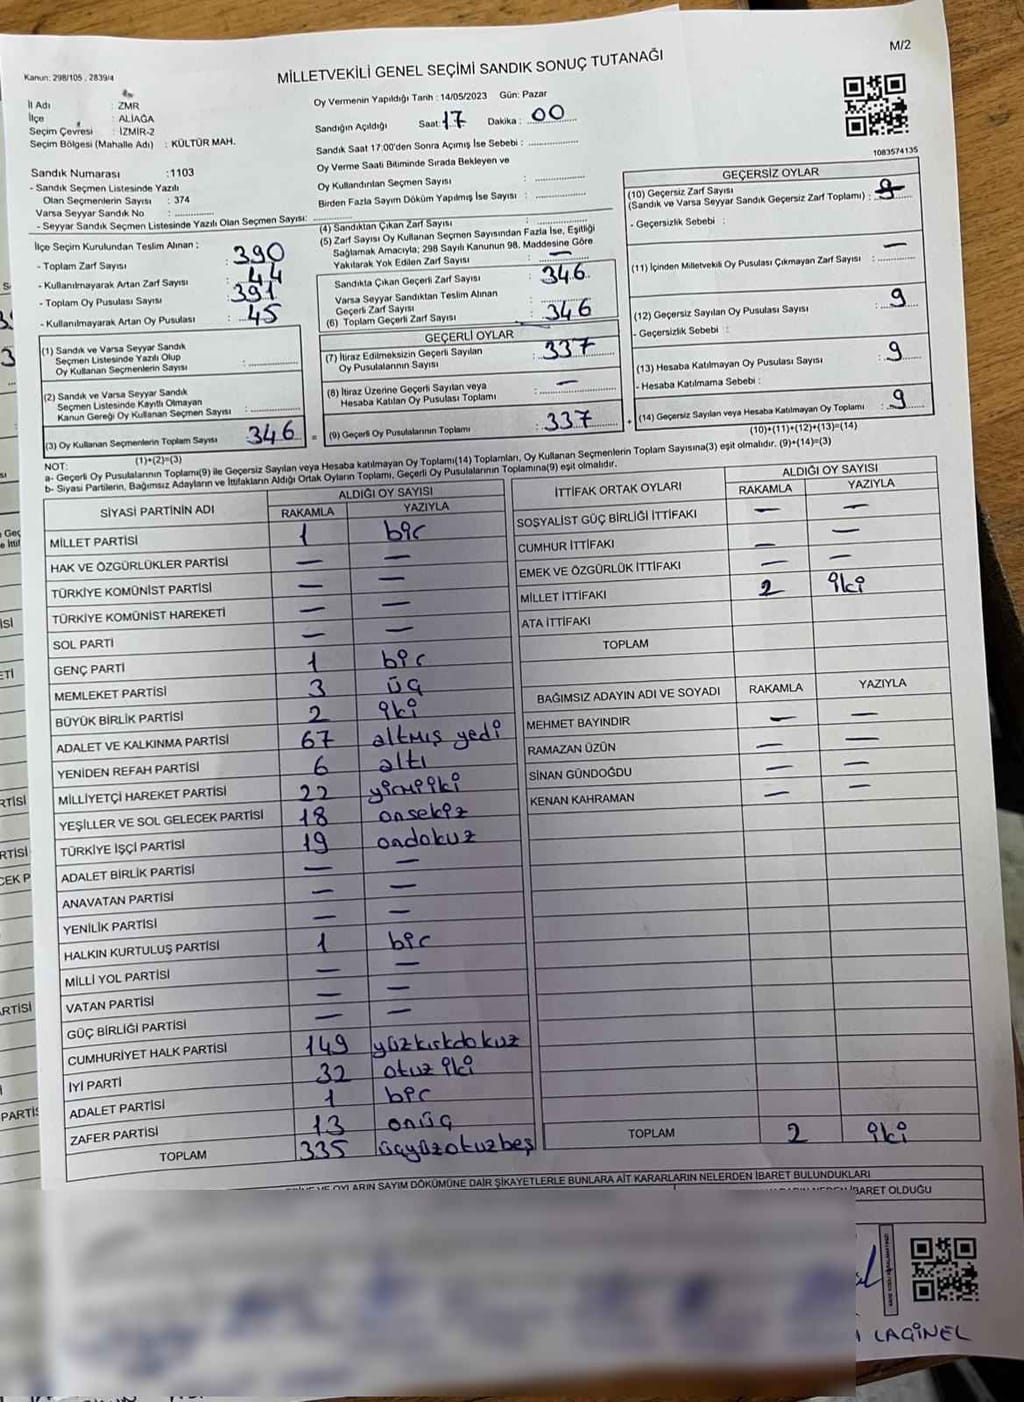 M/2
Kanun: 298/105 , 2839/4
MİLLETVEKİLİ GENEL SEÇİMİ SANDIK SONUÇ TUTANAĞI
İl Adı : ZMR
İlçe : ALİAĞA
Seçim Çevresi : İZMİR-2
Seçim Bölgesi (Mahalle Adı) : KÜLTÜR MAH.
Sandık Numarası :1103
- Sandık Seçmen Listesinde Yazılı
Olan Seçmenlerin Sayısı : 374
Varsa Seyyar Sandık No : ..............
- Seyyar Sandık Seçmen Listesinde Yazılı Olan Seçmen Sayısı: ..............
Oy Vermenin Yapıldığı Tarih : 14/05/2023 Gün: Pazar
Sandığın Açıldığı Saat: 17 Dakika : 00
Sandık Saat 17:00'den Sonra Açımış İse Sebebi : ..............
Oy Verme Saati Bitiminde Sırada Bekleyen ve
Oy Kullandırılan Seçmen Sayısı : ..............
Birden Fazla Sayım Döküm Yapılmış İse Sayısı : ..............
1083574135
İlçe Seçim Kurulundan Teslim Alınan :
- Toplam Zarf Sayısı : 390
- Kullanılmayarak Artan Zarf Sayısı : 44
- Toplam Oy Pusulası Sayısı : 391
- Kullanılmayarak Artan Oy Pusulası : 45
(1) Sandık ve Varsa Seyyar Sandık
Seçmen Listesinde Yazılı Olup
Oy Kullanan Seçmenlerin Sayısı : ..............
(2) Sandık ve Varsa Seyyar Sandık
Seçmen Listesinde Kayıtlı Olmayan
Kanun Gereği Oy Kullanan Seçmen Sayısı : ..............
(3) Oy Kullanan Seçmenlerin Toplam Sayısı 346 =
(1)+(2)=(3)
(4) Sandıktan Çıkan Zarf Sayısı : ..............
(5) Zarf Sayısı Oy Kullanan Seçmen Sayısından Fazla İse, Eşitliği
Sağlamak Amacıyla; 298 Sayılı Kanunun 98. Maddesine Göre
Yakılarak Yok Edilen Zarf Sayısı : —
Sandıkta Çıkan Geçerli Zarf Sayısı : 346
Varsa Seyyar Sandıktan Teslim Alınan
Geçerli Zarf Sayısı : ..............
(6) Toplam Geçerli Zarf Sayısı : 346
GEÇERLİ OYLAR
(7) İtiraz Edilmeksizin Geçerli Sayılan
Oy Pusulalarının Sayısı : 337
(8) İtiraz Üzerine Geçerli Sayılan veya
Hesaba Katılan Oy Pusulası Toplamı : —
(9) Geçerli Oy Pusulalarının Toplamı : 337 +
GEÇERSİZ OYLAR
(10) Geçersiz Zarf Sayısı
(Sandık ve Varsa Seyyar Sandık Geçersiz Zarf Toplamı) :
- Geçersizlik Sebebi :
(11) İçinden Milletvekili Oy Pusulası Çıkmayan Zarf Sayısı : —
(12) Geçersiz Sayılan Oy Pusulası Sayısı : 9
- Geçersizlik Sebebi :
(13) Hesaba Katılmayan Oy Pusulası Sayısı : 9
- Hesaba Katılmama Sebebi :
(14) Geçersiz Sayılan veya Hesaba Katılmayan Oy Toplamı : 9
(10)+(11)+(12)+(13)=(14)
NOT:
a- Geçerli Oy Pusulalarının Toplamı(9) ile Geçersiz Sayılan veya Hesaba katılmayan Oy Toplamı(14) Toplamları, Oy Kullanan Seçmenlerin Toplam Sayısına(3) eşit olmalıdır. (9)+(14)=(3)
b- Siyasi Partilerin, Bağımsız Adayların ve İttifakların Aldığı Ortak Oyların Toplamı, Geçerli Oy Pusulalarının Toplamına(9) eşit olmalıdır.
SİYASİ PARTİNİN ADI ALDIĞI OY SAYISI
RAKAMLA YAZIYLA
MİLLET PARTİSİ 1 bir
HAK VE ÖZGÜRLÜKLER PARTİSİ — —
TÜRKİYE KOMÜNİST PARTİSİ — —
TÜRKİYE KOMÜNİST HAREKETİ — —
SOL PARTİ — —
GENÇ PARTİ 1 bir
MEMLEKET PARTİSİ 3 üç
BÜYÜK BİRLİK PARTİSİ 2 iki
ADALET VE KALKINMA PARTİSİ 67 altmış yedi
YENİDEN REFAH PARTİSİ 6 altı
MİLLİYETÇİ HAREKET PARTİSİ 22 yirmiiki
YEŞİLLER VE SOL GELECEK PARTİSİ 18 onsekiz
TÜRKİYE İŞÇİ PARTİSİ 19 ondokuz
ADALET BİRLİK PARTİSİ — —
ANAVATAN PARTİSİ — —
YENİLİK PARTİSİ — —
HALKIN KURTULUŞ PARTİSİ 1 bir
MİLLİ YOL PARTİSİ — —
VATAN PARTİSİ — —
GÜÇ BİRLİĞİ PARTİSİ — —
CUMHURİYET HALK PARTİSİ 149 yüzkırkdokuz
İYİ PARTİ 32 otuz iki
ADALET PARTİSİ 1 bir
ZAFER PARTİSİ 13 onüç
TOPLAM 335 üçyüzotuzbeş
İTTİFAK ORTAK OYLARI ALDIĞI OY SAYISI
RAKAMLA YAZIYLA
SOSYALİST GÜÇ BİRLİĞİ İTTİFAKI — —
CUMHUR İTTİFAKI — —
EMEK VE ÖZGÜRLÜK İTTİFAKI — —
MİLLET İTTİFAKI 2 iki
ATA İTTİFAKI
TOPLAM
BAĞIMSIZ ADAYIN ADI VE SOYADI RAKAMLA YAZIYLA
MEHMET BAYINDIR — —
RAMAZAN ÜZÜN — —
SİNAN GÜNDOĞDU — —
KENAN KAHRAMAN — —
TOPLAM 2 iki
OYLARIN SAYIM DÖKÜMÜNE DAİR ŞİKAYETLERLE BUNLARA AİT KARARLARIN NELERDEN İBARET BULUNDUKLARI
İBARET OLDUĞU
LAGİNEL